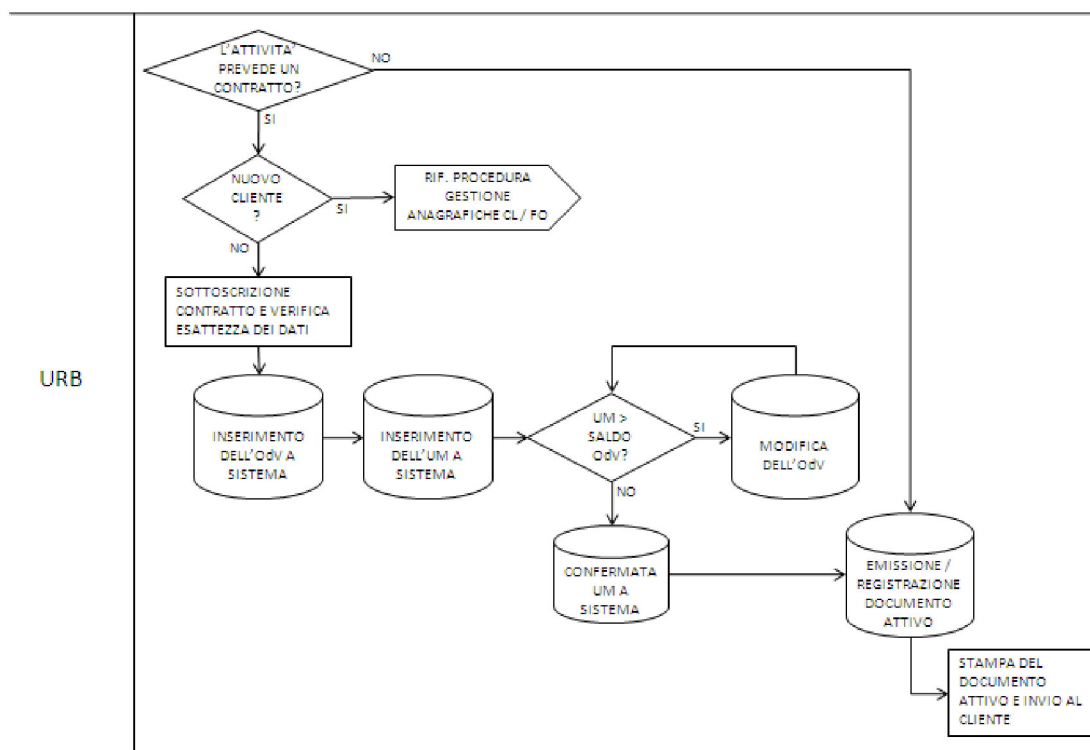 L'ATTIVITA'
PREVEDE UN
CONTRATTO?
NO
SI
NUOVO
CLIENTE
?
SI
RIF. PROCEDURA
GESTIONE
ANAGRAFICHE CL / FO
NO
SOTTOSCRIZIONE
CONTRATTO E VERIFICA
ESATTEZZA DEI DATI
URB
INSERIMENTO
DELL'OdV A
SISTEMA
INSERIMENTO
DELL'UM A
SISTEMA
UM >
SALDO
OdV?
SI
MODIFICA
DELL'OdV
NO
CONFERMATA
UM A
SISTEMA
EMISSIONE /
REGISTRAZIONE
DOCUMENTO
ATTIVO
STAMPA DEL
DOCUMENTO
ATTIVO E INVIO AL
CLIENTE